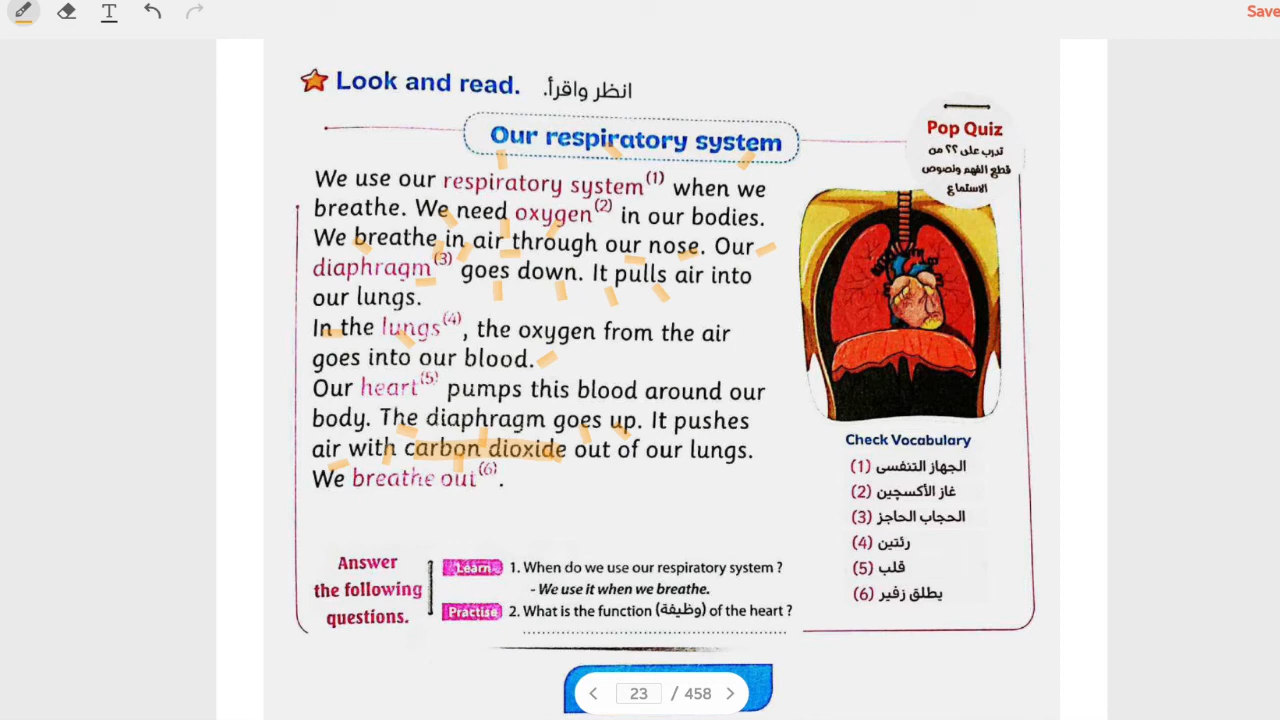 T
Save
Look and read.
انظر واقرأ.
Our respiratory system
Pop Quiz
تدرب على ٢٢ من
قطع الفهم ونصوص
الاستماع
We use our respiratory system(1) when we
breathe. We need oxygen(2) in our bodies.
We breathe in air through our nose. Our
diaphragm(3) goes down. It pulls air into
our lungs.
In the lungs(4), the oxygen from the air
goes into our blood.
Our heart(5) pumps this blood around our
body. The diaphragm goes up. It pushes
air with carbon dioxide out of our lungs.
We breathe out(6).
Check Vocabulary
(1) الجهاز التنفسى
(2) غاز الأكسچين
(3) الحجاب الحاجز
(4) رئتين
(5) قلب
(6) يطلق زفير
Answer
the following
questions.
Learn 1. When do we use our respiratory system ?
- We use it when we breathe.
Practise 2. What is the function (وظيفة) of the heart ?
23 / 458